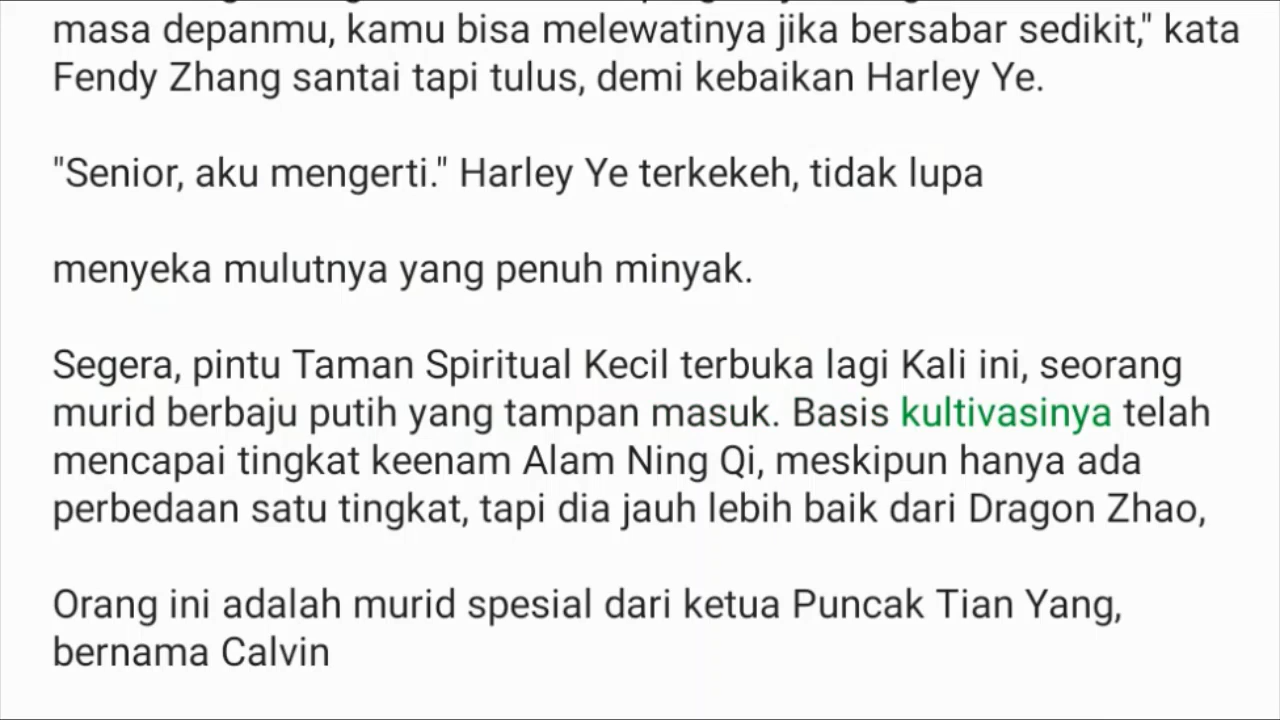 masa depanmu, kamu bisa melewatinya jika bersabar sedikit," kata
Fendy Zhang santai tapi tulus, demi kebaikan Harley Ye.
"Senior, aku mengerti." Harley Ye terkekeh, tidak lupa
menyeka mulutnya yang penuh minyak.
Segera, pintu Taman Spiritual Kecil terbuka lagi Kali ini, seorang
murid berbaju putih yang tampan masuk. Basis kultivasinya telah
mencapai tingkat keenam Alam Ning Qi, meskipun hanya ada
perbedaan satu tingkat, tapi dia jauh lebih baik dari Dragon Zhao,
Orang ini adalah murid spesial dari ketua Puncak Tian Yang,
bernama Calvin